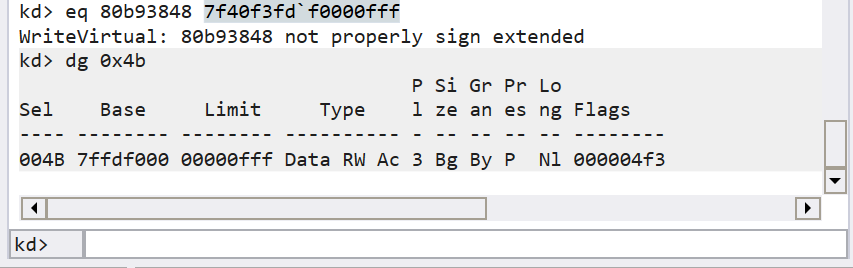 kd> eq 80b93848 7f40f3fd`f0000fff
WriteVirtual: 80b93848 not properly sign extended
kd> dg 0x4b
                                  P Si Gr Pr Lo
Sel    Base     Limit     Type    l ze an es ng Flags
---- -------- -------- ---------- - -- -- -- -- --------
004B 7ffdf000 00000fff Data RW Ac 3 Bg By P  Nl 000004f3
kd>